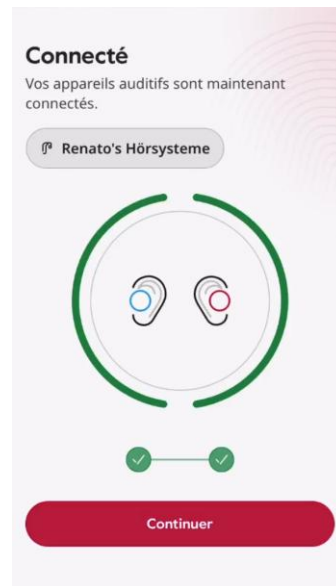 Connecté
Vos appareils auditifs sont maintenant
connectés.
Renato's Hörsysteme
Continuer